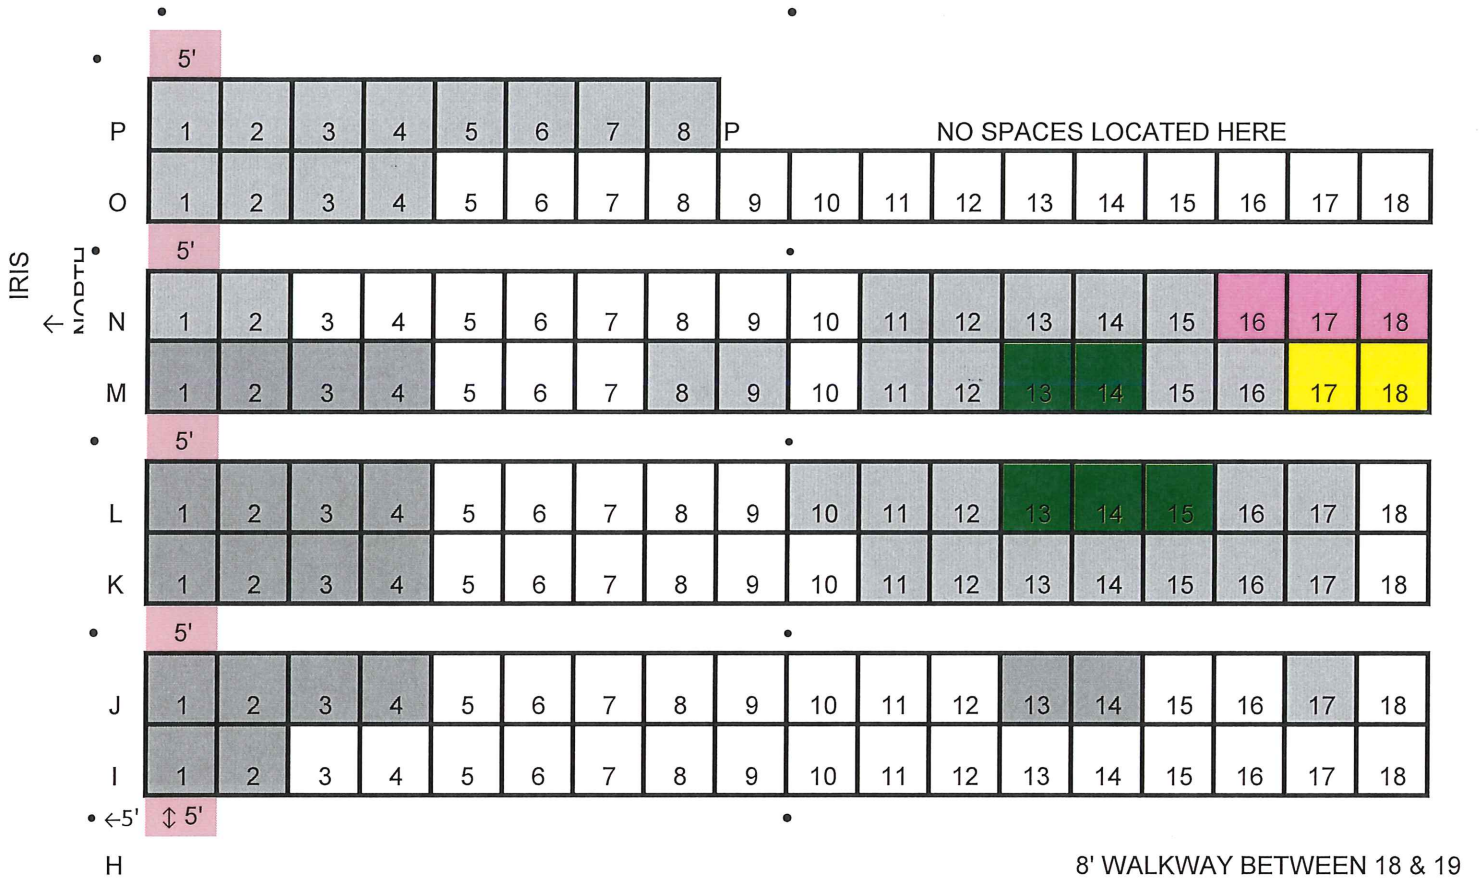 5'
P 1 2 3 4 5 6 7 8 P NO SPACES LOCATED HERE
O 1 2 3 4 5 6 7 8 9 10 11 12 13 14 15 16 17 18
5'
IRIS
← NORTH
N 1 2 3 4 5 6 7 8 9 10 11 12 13 14 15 16 17 18
M 1 2 3 4 5 6 7 8 9 10 11 12 13 14 15 16 17 18
5'
L 1 2 3 4 5 6 7 8 9 10 11 12 13 14 15 16 17 18
K 1 2 3 4 5 6 7 8 9 10 11 12 13 14 15 16 17 18
5'
J 1 2 3 4 5 6 7 8 9 10 11 12 13 14 15 16 17 18
I 1 2 3 4 5 6 7 8 9 10 11 12 13 14 15 16 17 18
←5' ↕ 5'
H 8' WALKWAY BETWEEN 18 & 19